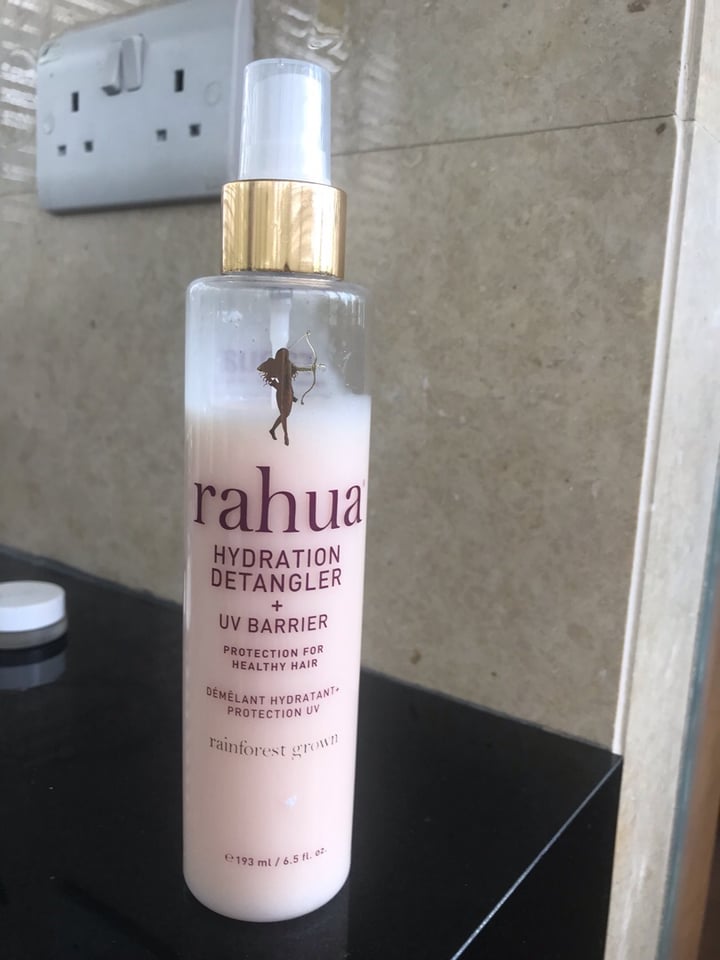 rahua
HYDRATION
DETANGLER
+
UV BARRIER
PROTECTION FOR
HEALTHY HAIR
DÉMÊLANT HYDRATANT+
PROTECTION UV
rainforest grown
℮193 ml / 6.5 fl. oz.